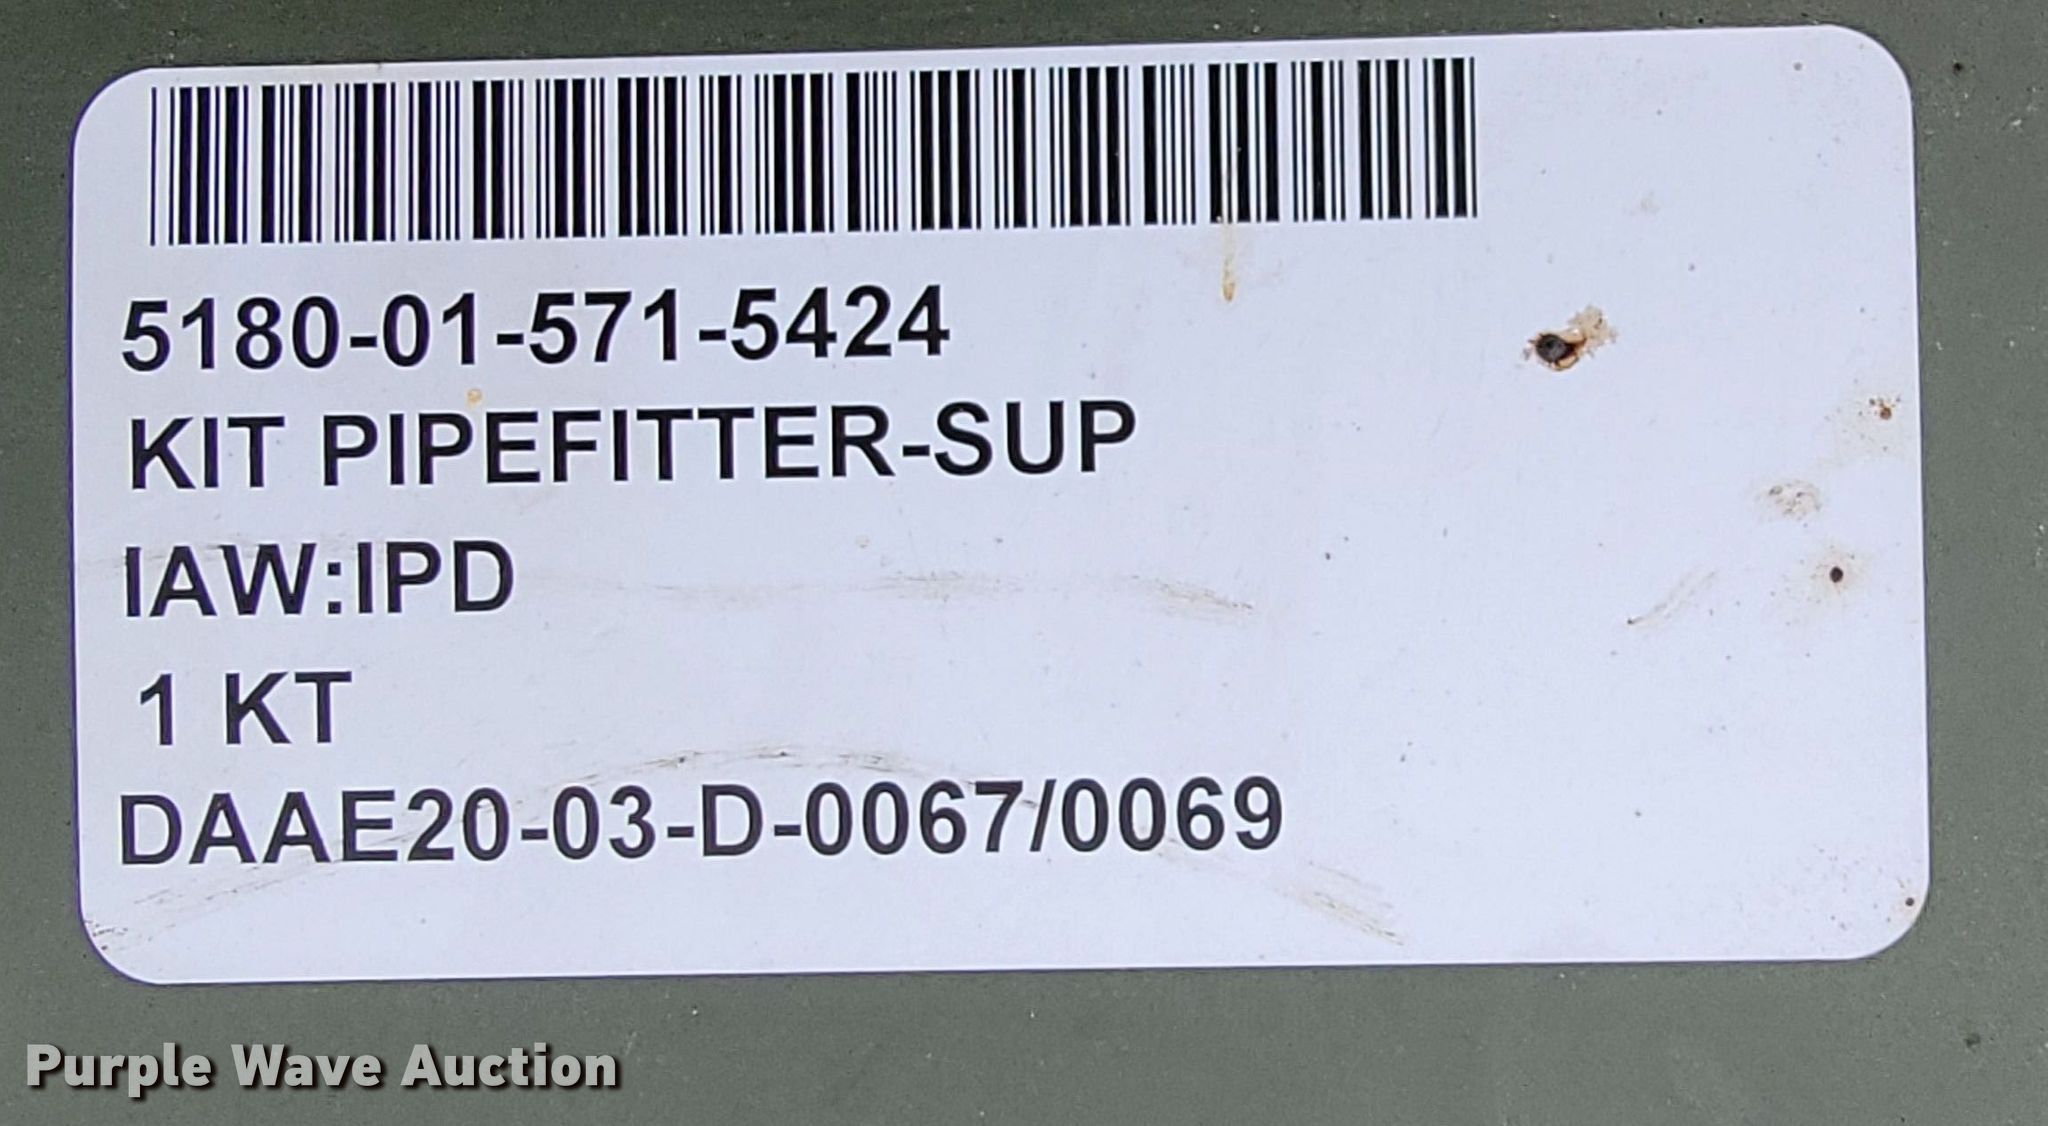 5180-01-571-5424
KIT PIPEFITTER-SUP
IAW:IPD
1 KT
DAAE20-03-D-0067/0069
Purple Wave Auction